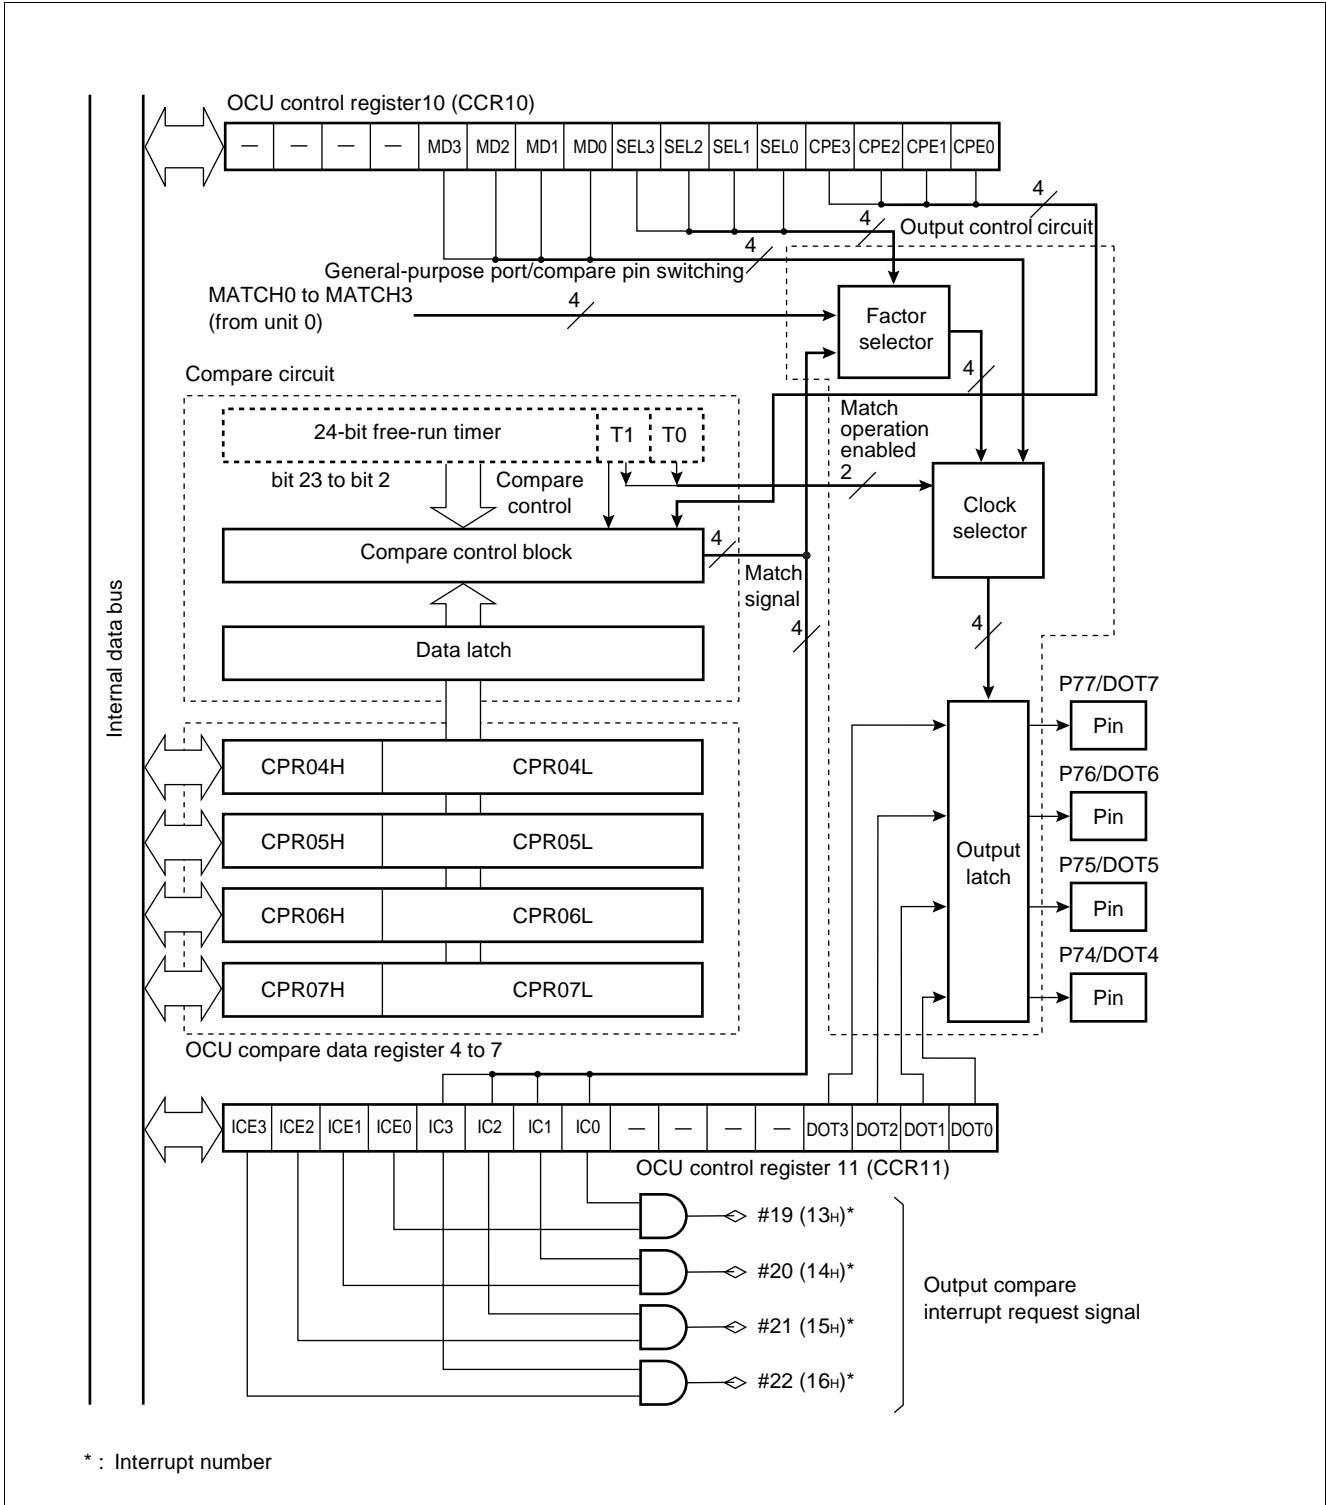 OCU control register10 (CCR10)
— — — — MD3 MD2 MD1 MD0 SEL3 SEL2 SEL1 SEL0 CPE3 CPE2 CPE1 CPE0
4
4
Output control circuit
4
General-purpose port/compare pin switching
MATCH0 to MATCH3
(from unit 0)
4
Factor
selector
4
Compare circuit
24-bit free-run timer T1 T0
bit 23 to bit 2
Compare
control
Match
operation
enabled
2
Clock
selector
Compare control block
4
Match
signal
4
4
Data latch
Internal data bus
CPR04H CPR04L
CPR05H CPR05L
CPR06H CPR06L
CPR07H CPR07L
OCU compare data register 4 to 7
Output
latch
P77/DOT7
Pin
P76/DOT6
Pin
P75/DOT5
Pin
P74/DOT4
Pin
ICE3 ICE2 ICE1 ICE0 IC3 IC2 IC1 IC0 — — — — DOT3 DOT2 DOT1 DOT0
OCU control register 11 (CCR11)
#19 (13H)*
#20 (14H)*
#21 (15H)*
#22 (16H)*
Output compare
interrupt request signal
* : Interrupt number